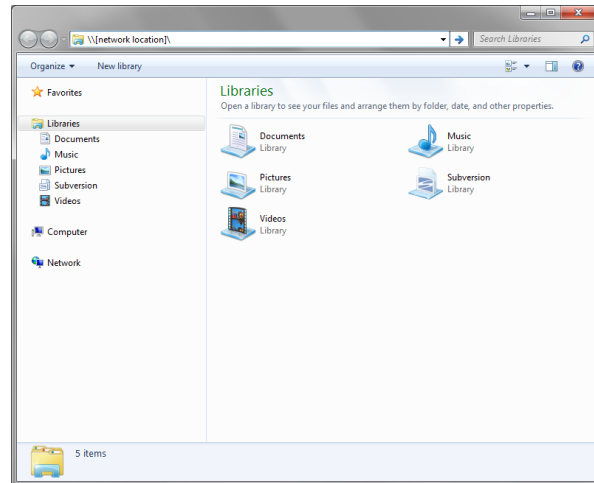 \\[network location]\
Search Libraries
Organize
New library
Favorites
Libraries
Documents
Music
Pictures
Subversion
Videos
Computer
Network
Libraries
Open a library to see your files and arrange them by folder, date, and other properties.
Documents
Library
Music
Library
Pictures
Library
Subversion
Library
Videos
Library
5 items